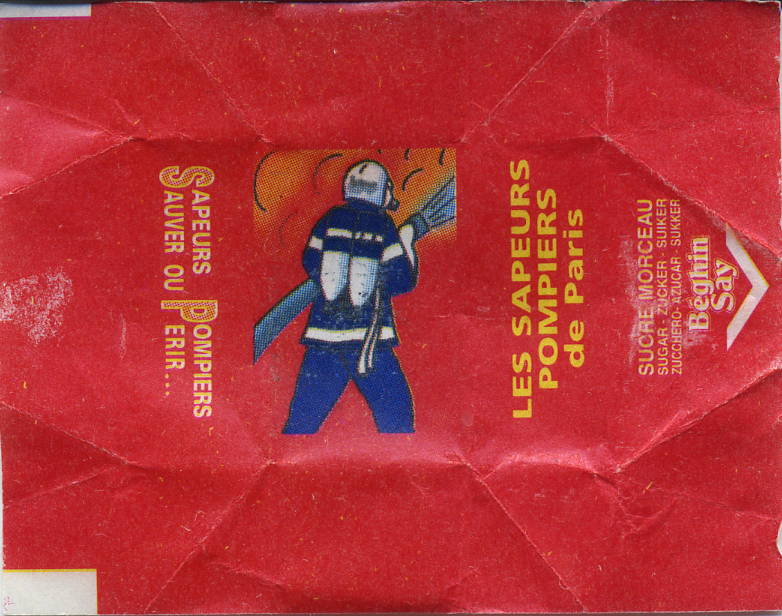 SAPEURS POMPIERS
SAUVER OU PERIR...
LES SAPEURS
POMPIERS
de Paris
SUCRE MORCEAU
SUGAR - ZUCKER - SUIKER
ZUCCHERO - AZUCAR - SUKKER
Béghin
Say